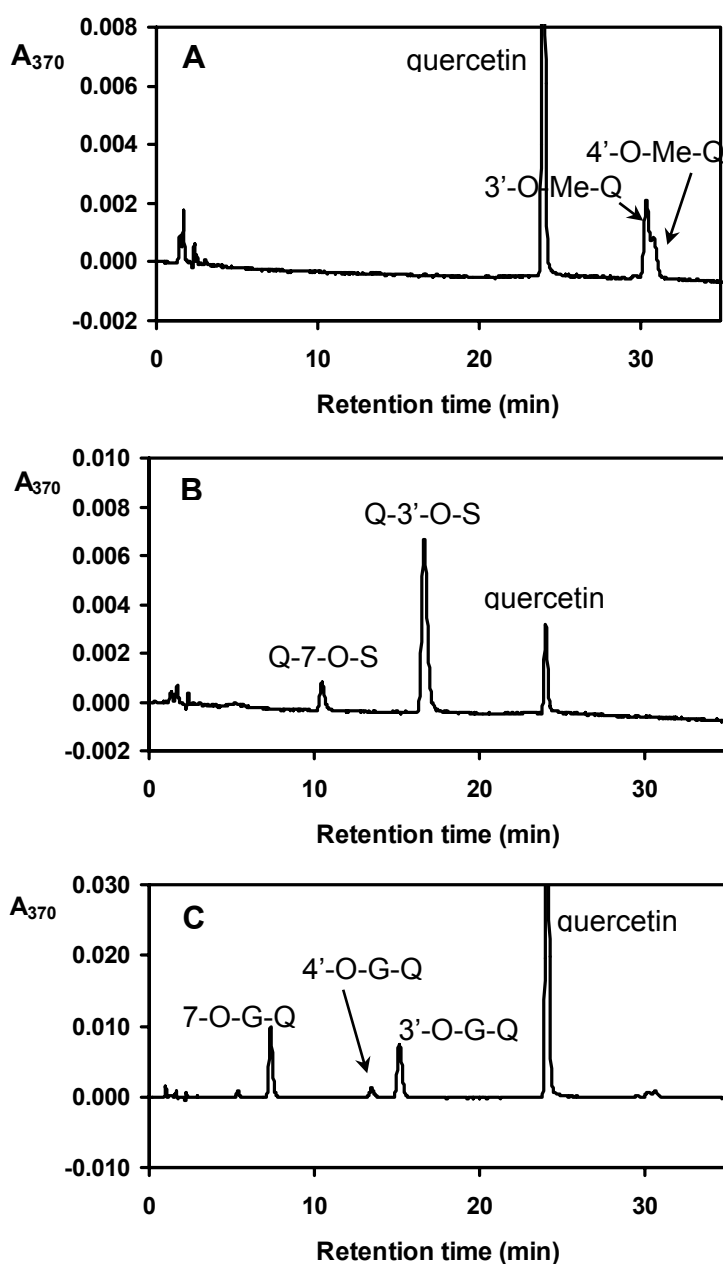 A370
0.008
0.006
0.004
0.002
0.000
-0.002
A
quercetin
4'-O-Me-Q
3'-O-Me-Q
0
10
20
30
Retention time (min)
A370
0.010
0.008
0.006
0.004
0.002
0.000
-0.002
B
Q-3'-O-S
quercetin
Q-7-O-S
0
10
20
30
Retention time (min)
A370
0.030
0.020
0.010
0.000
-0.010
C
quercetin
4'-O-G-Q
7-O-G-Q
3'-O-G-Q
0
10
20
30
Retention time (min)